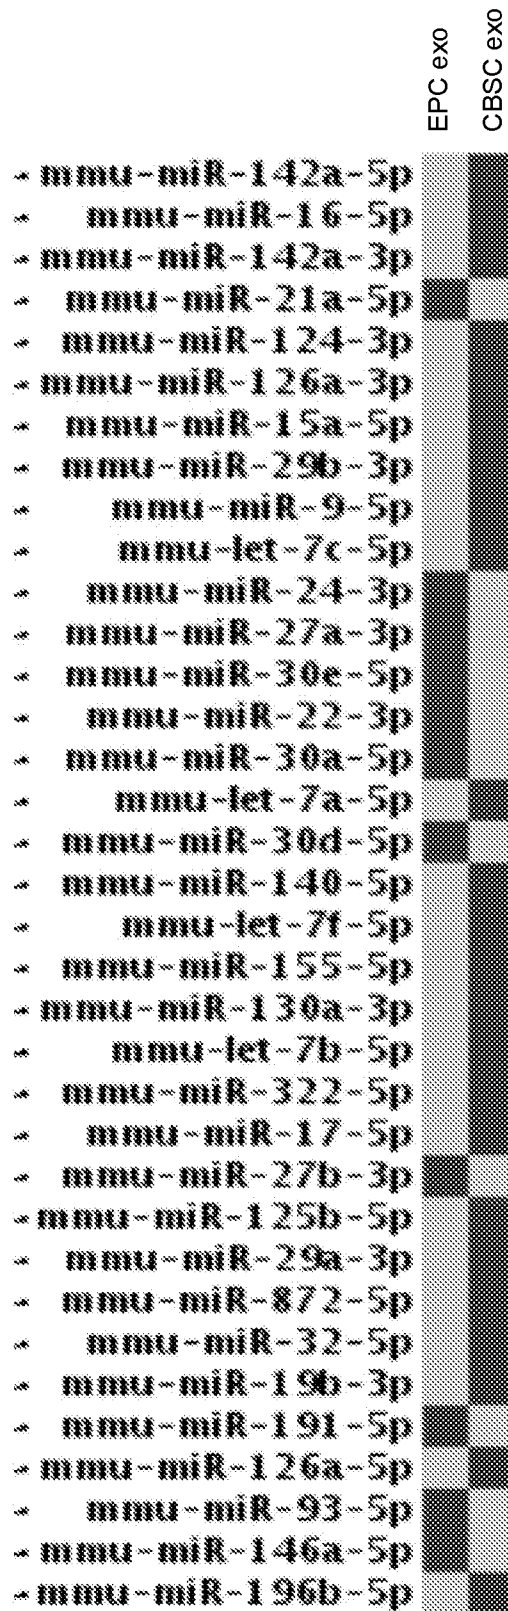 EPC exo
CBSC exo
mmu-miR-142a-5p
mmu-miR-16-5p
mmu-miR-142a-3p
mmu-miR-21a-5p
mmu-miR-124-3p
mmu-miR-126a-3p
mmu-miR-15a-5p
mmu-miR-29b-3p
mmu-miR-9-5p
mmu-let-7c-5p
mmu-miR-24-3p
mmu-miR-27a-3p
mmu-miR-30e-5p
mmu-miR-22-3p
mmu-miR-30a-5p
mmu-let-7a-5p
mmu-miR-30d-5p
mmu-miR-140-5p
mmu-let-7f-5p
mmu-miR-155-5p
mmu-miR-130a-3p
mmu-let-7b-5p
mmu-miR-322-5p
mmu-miR-17-5p
mmu-miR-27b-3p
mmu-miR-125b-5p
mmu-miR-29a-3p
mmu-miR-872-5p
mmu-miR-32-5p
mmu-miR-19b-3p
mmu-miR-191-5p
mmu-miR-126a-5p
mmu-miR-93-5p
mmu-miR-146a-5p
mmu-miR-196b-5p